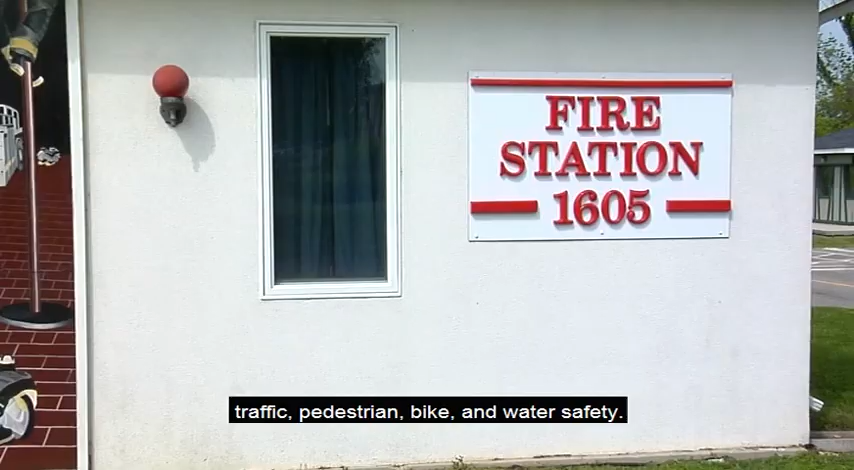 FIRE
STATION
1605
traffic, pedestrian, bike, and water safety.